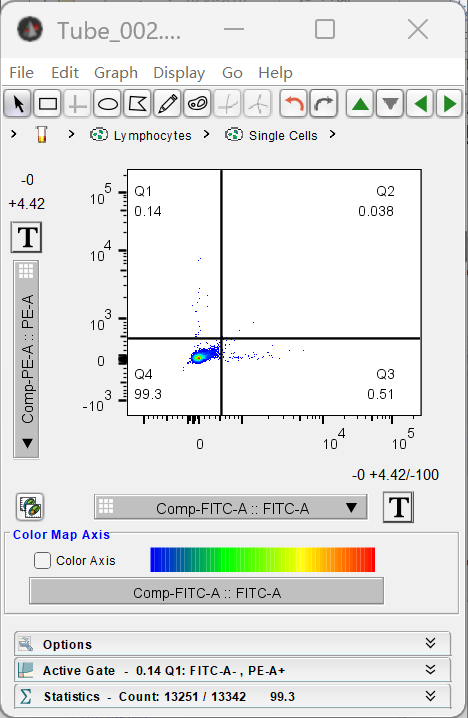 Tube_002....
File Edit Graph Display Go Help
Lymphocytes Single Cells
-0
+4.42
T
Comp-PE-A :: PE-A
10^5
10^4
10^3
0
-10^3
Q1
0.14
Q2
0.038
Q4
99.3
Q3
0.51
0 10^4 10^5
-0 +4.42/-100
Comp-FITC-A :: FITC-A
T
Color Map Axis
Color Axis
Comp-FITC-A :: FITC-A
Options
Active Gate - 0.14 Q1: FITC-A- , PE-A+
Σ Statistics - Count: 13251 / 13342 99.3